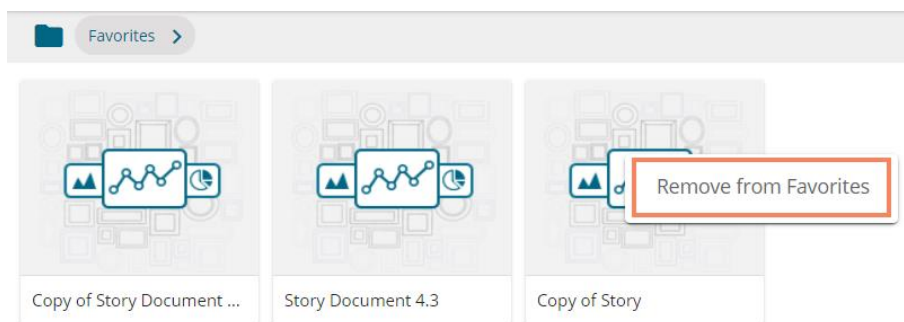 Favorites
Remove from Favorites
Copy of Story Document ...
Story Document 4.3
Copy of Story